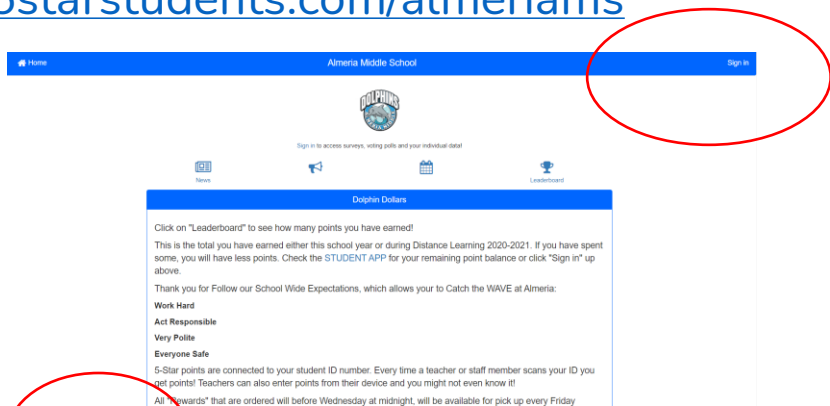 ostarstudents.com/almeriams
Home Almeria Middle School Sign in
DOLPHINS
Sign in to access surveys, voting polls and your individual data!
News Leaderboard
Dolphin Dollars
Click on "Leaderboard" to see how many points you have earned!
This is the total you have earned either this school year or during Distance Learning 2020-2021. If you have spent
some, you will have less points. Check the STUDENT APP for your remaining point balance or click "Sign in" up
above.
Thank you for Follow our School Wide Expectations, which allows your to Catch the WAVE at Almeria:
Work Hard
Act Responsible
Very Polite
Everyone Safe
5-Star points are connected to your student ID number. Every time a teacher or staff member scans your ID you
get points! Teachers can also enter points from their device and you might not even know it!
All "Rewards" that are ordered will before Wednesday at midnight, will be available for pick up every Friday